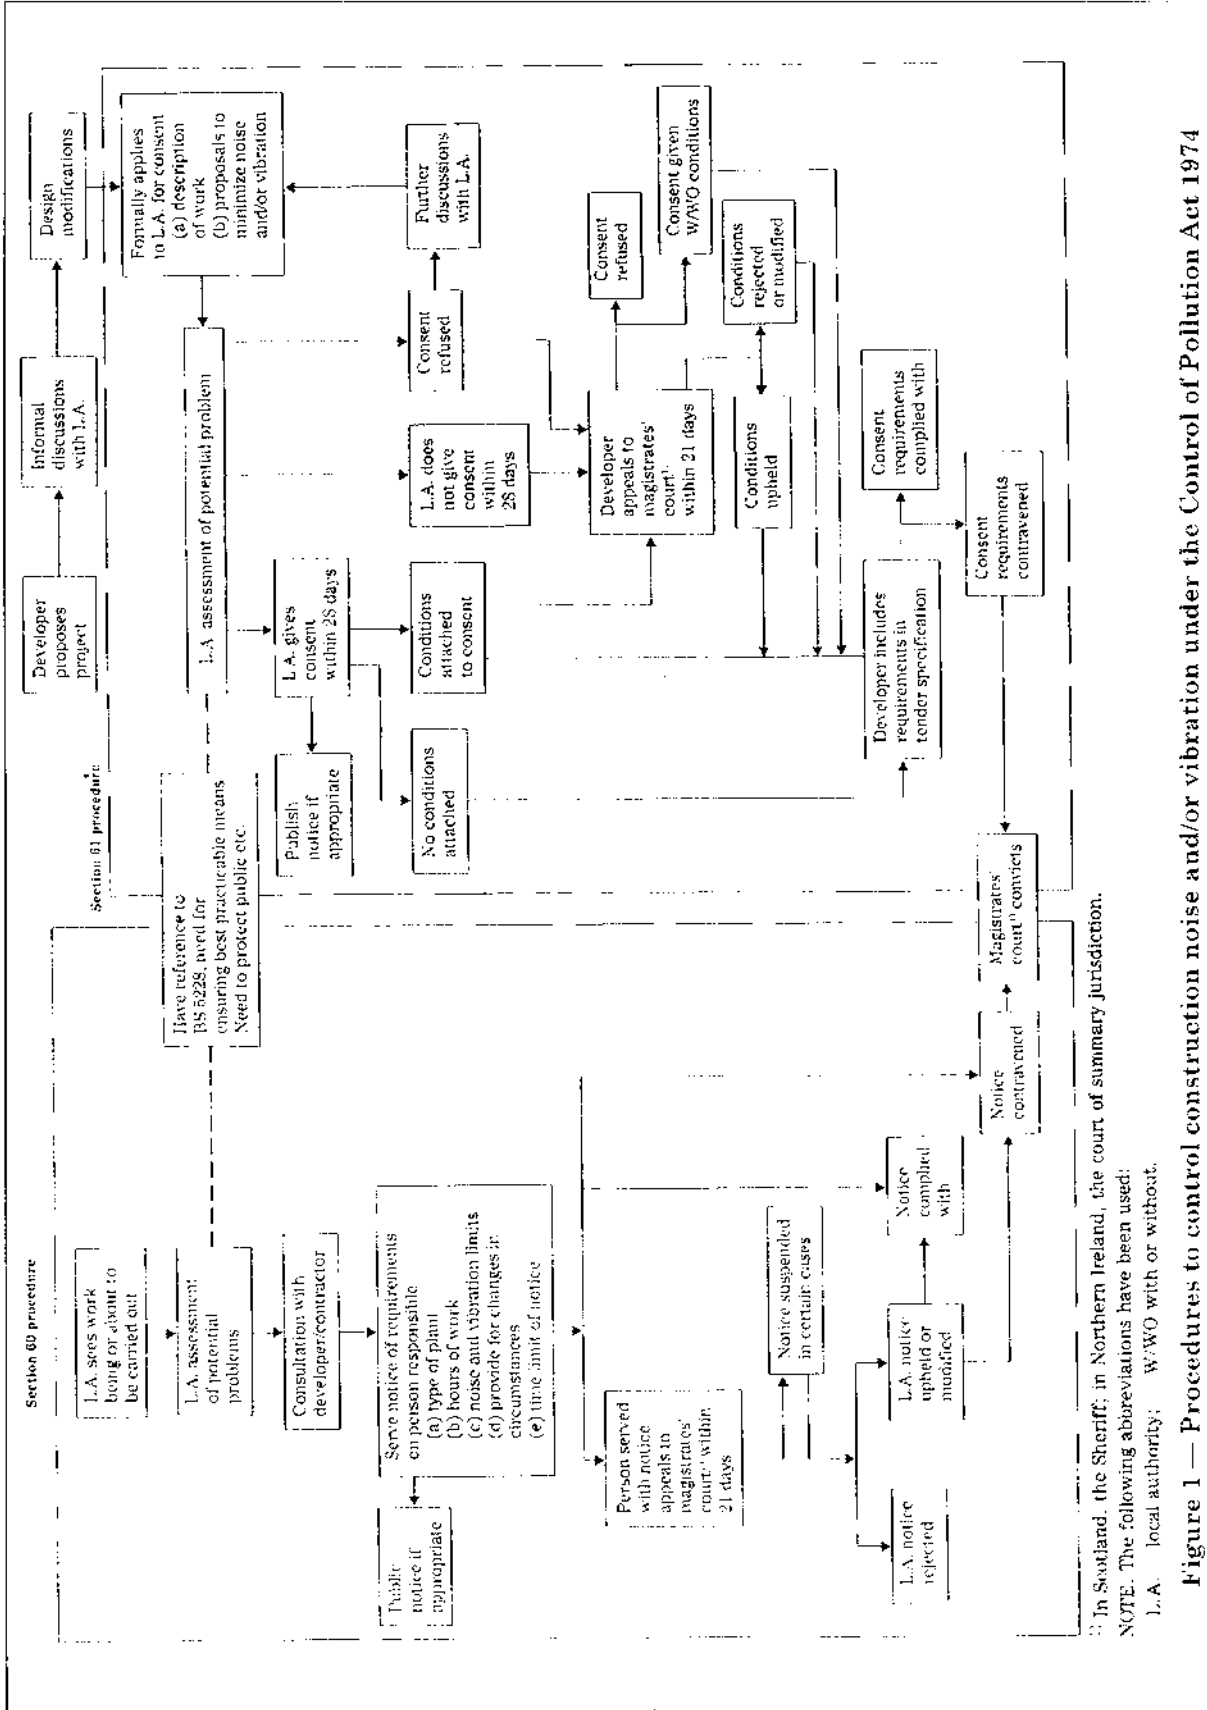 Section 60 procedure
L.A. sees work
being or about to
be carried out
L.A. assessment
of potential
problems
Consultation with
developer/contractor
Serve notice of requirements
on person responsible
(a) type of plant
(b) hours of work
(c) noise and vibration limits
(d) provide for changes in
circumstances
(e) time limit of notice
Public
notice if
appropriate
Person served
with notice
appeals to
magistrates'
court within
21 days
Notice suspended
in certain cases
L.A. notice
rejected
L.A. notice
upheld or
modified
Notice
complied
with
Notice
contravened
Magistrates'
court convicts
Have reference to
BS 5228, need for
ensuring best practicable means
Need to protect public etc.
Section 61 procedure
Developer
proposes
project
Informal
discussions
with L.A.
Design
modifications
Formally applies
to L.A. for consent
(a) description
of work
(b) proposals to
minimize noise
and/or vibration
L.A. assessment of potential problem
L.A. gives
consent
within 28 days
Publish
notice if
appropriate
No conditions
attached
Conditions
attached
to consent
L.A. does
not give
consent
within
28 days
Consent
refused
Further
discussions
with L.A.
Developer
appeals to
magistrates'
court
within 21 days
Consent
refused
Consent given
W/WO conditions
Conditions
upheld
Conditions
rejected
or modified
Developer includes
requirements in
tender specification
Consent
requirements
complied with
Consent
requirements
contravened
In Scotland, the Sheriff; in Northern Ireland, the court of summary jurisdiction.
NOTE. The following abbreviations have been used:
L.A. local authority; W/WO with or without.
Figure 1 — Procedures to control construction noise and/or vibration under the Control of Pollution Act 1974